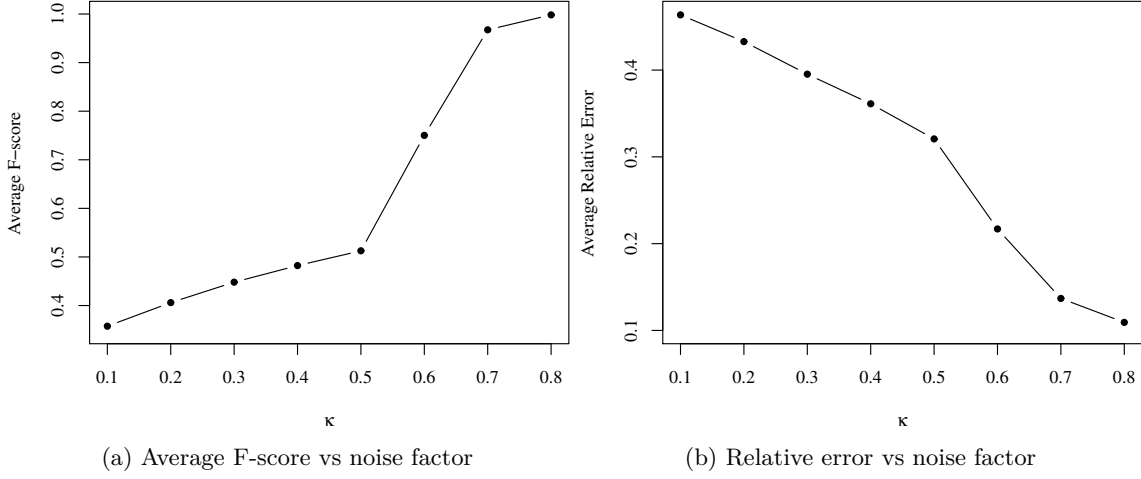 1.0
0.9
0.8
0.7
0.6
0.5
0.4
Average F−score
0.1 0.2 0.3 0.4 0.5 0.6 0.7 0.8
κ
(a) Average F-score vs noise factor
0.4
0.3
0.2
0.1
Average Relative Error
0.1 0.2 0.3 0.4 0.5 0.6 0.7 0.8
κ
(b) Relative error vs noise factor